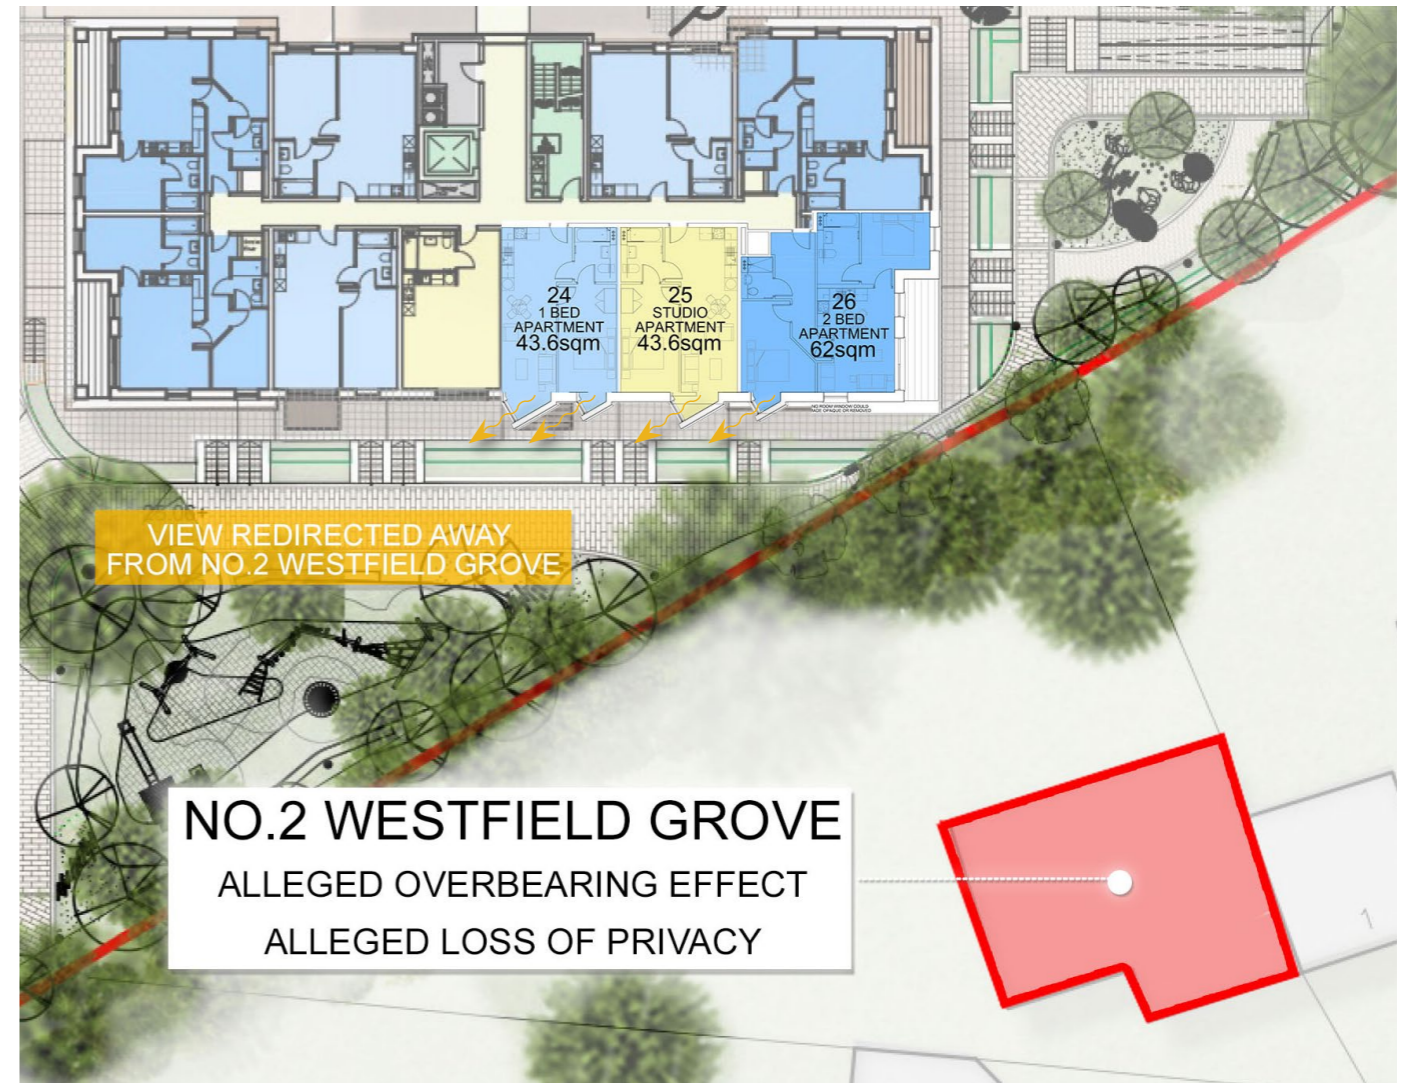 24
1 BED
APARTMENT
43.6sqm
25
STUDIO
APARTMENT
43.6sqm
26
2 BED
APARTMENT
62sqm
VIEW REDIRECTED AWAY
FROM NO.2 WESTFIELD GROVE
NO.2 WESTFIELD GROVE
ALLEGED OVERBEARING EFFECT
ALLEGED LOSS OF PRIVACY
1